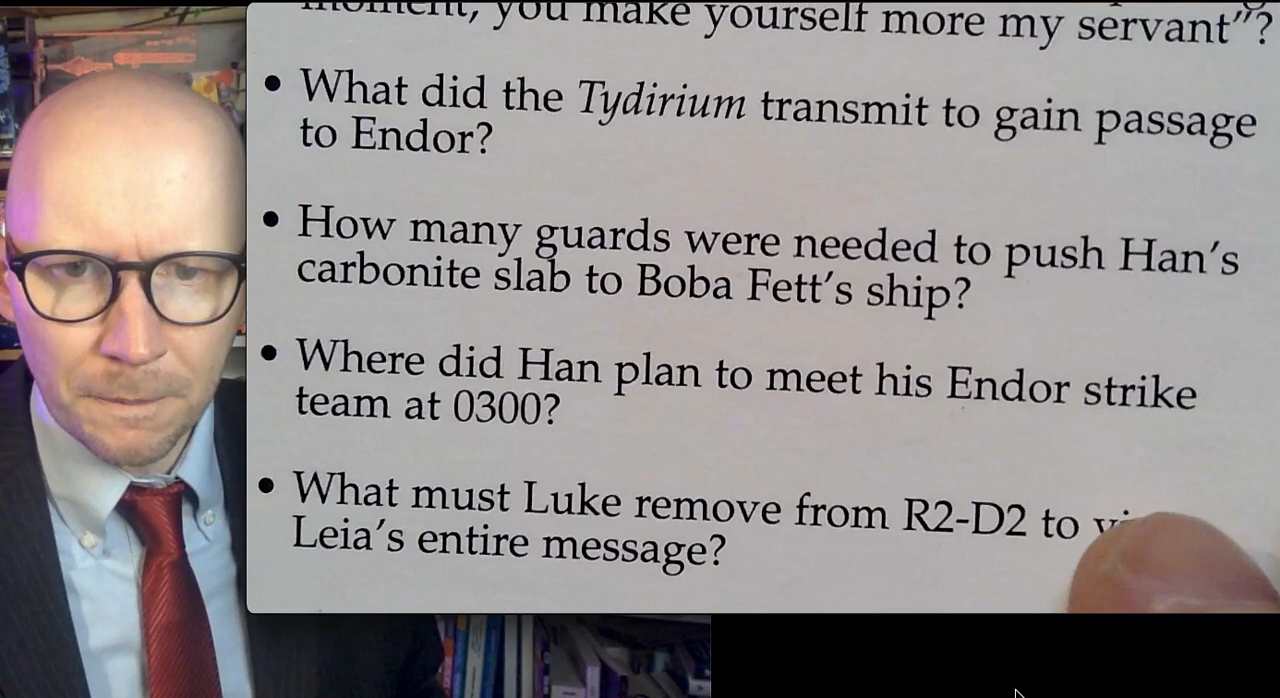 moment, you make yourself more my servant"?
• What did the Tydirium transmit to gain passage
to Endor?
• How many guards were needed to push Han's
carbonite slab to Boba Fett's ship?
• Where did Han plan to meet his Endor strike
team at 0300?
• What must Luke remove from R2-D2 to
Leia's entire message?